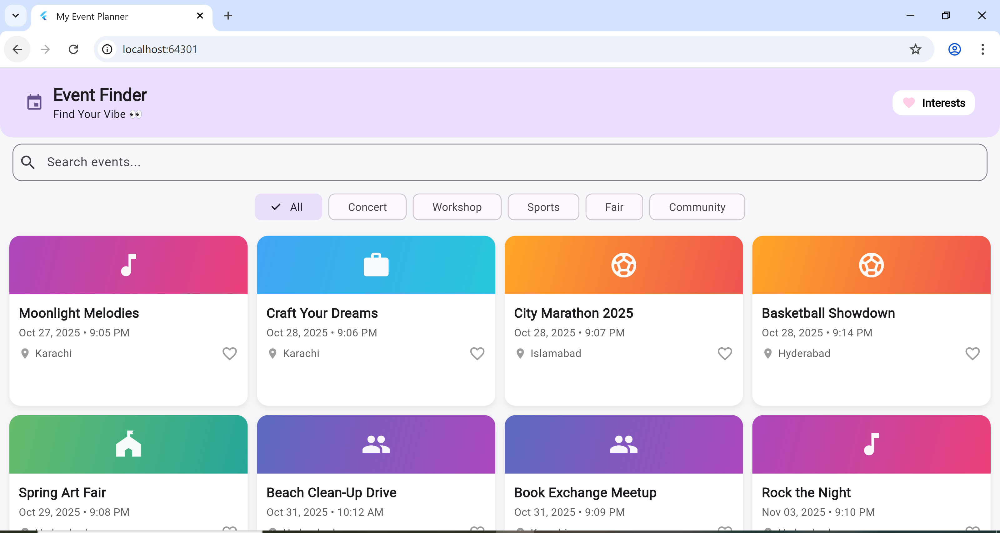 My Event Planner
localhost:64301
Event Finder
Find Your Vibe 👀
Interests
Search events...
All Concert Workshop Sports Fair Community
Moonlight Melodies
Oct 27, 2025 • 9:05 PM
Karachi
Craft Your Dreams
Oct 28, 2025 • 9:06 PM
Karachi
City Marathon 2025
Oct 28, 2025 • 9:07 PM
Islamabad
Basketball Showdown
Oct 28, 2025 • 9:14 PM
Hyderabad
Spring Art Fair
Oct 29, 2025 • 9:08 PM
Beach Clean-Up Drive
Oct 31, 2025 • 10:12 AM
Book Exchange Meetup
Oct 31, 2025 • 9:09 PM
Rock the Night
Nov 03, 2025 • 9:10 PM